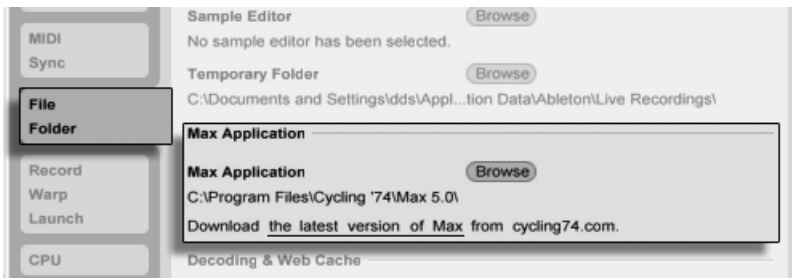 MIDI
Sync
File
Folder
Record
Warp
Launch
CPU
Sample Editor Browse
No sample editor has been selected.
Temporary Folder Browse
C:\Documents and Settings\dds\Appl...tion Data\Ableton\Live Recordings\
Max Application
Max Application Browse
C:\Program Files\Cycling '74\Max 5.0\
Download the latest version of Max from cycling74.com.
Decoding & Web Cache